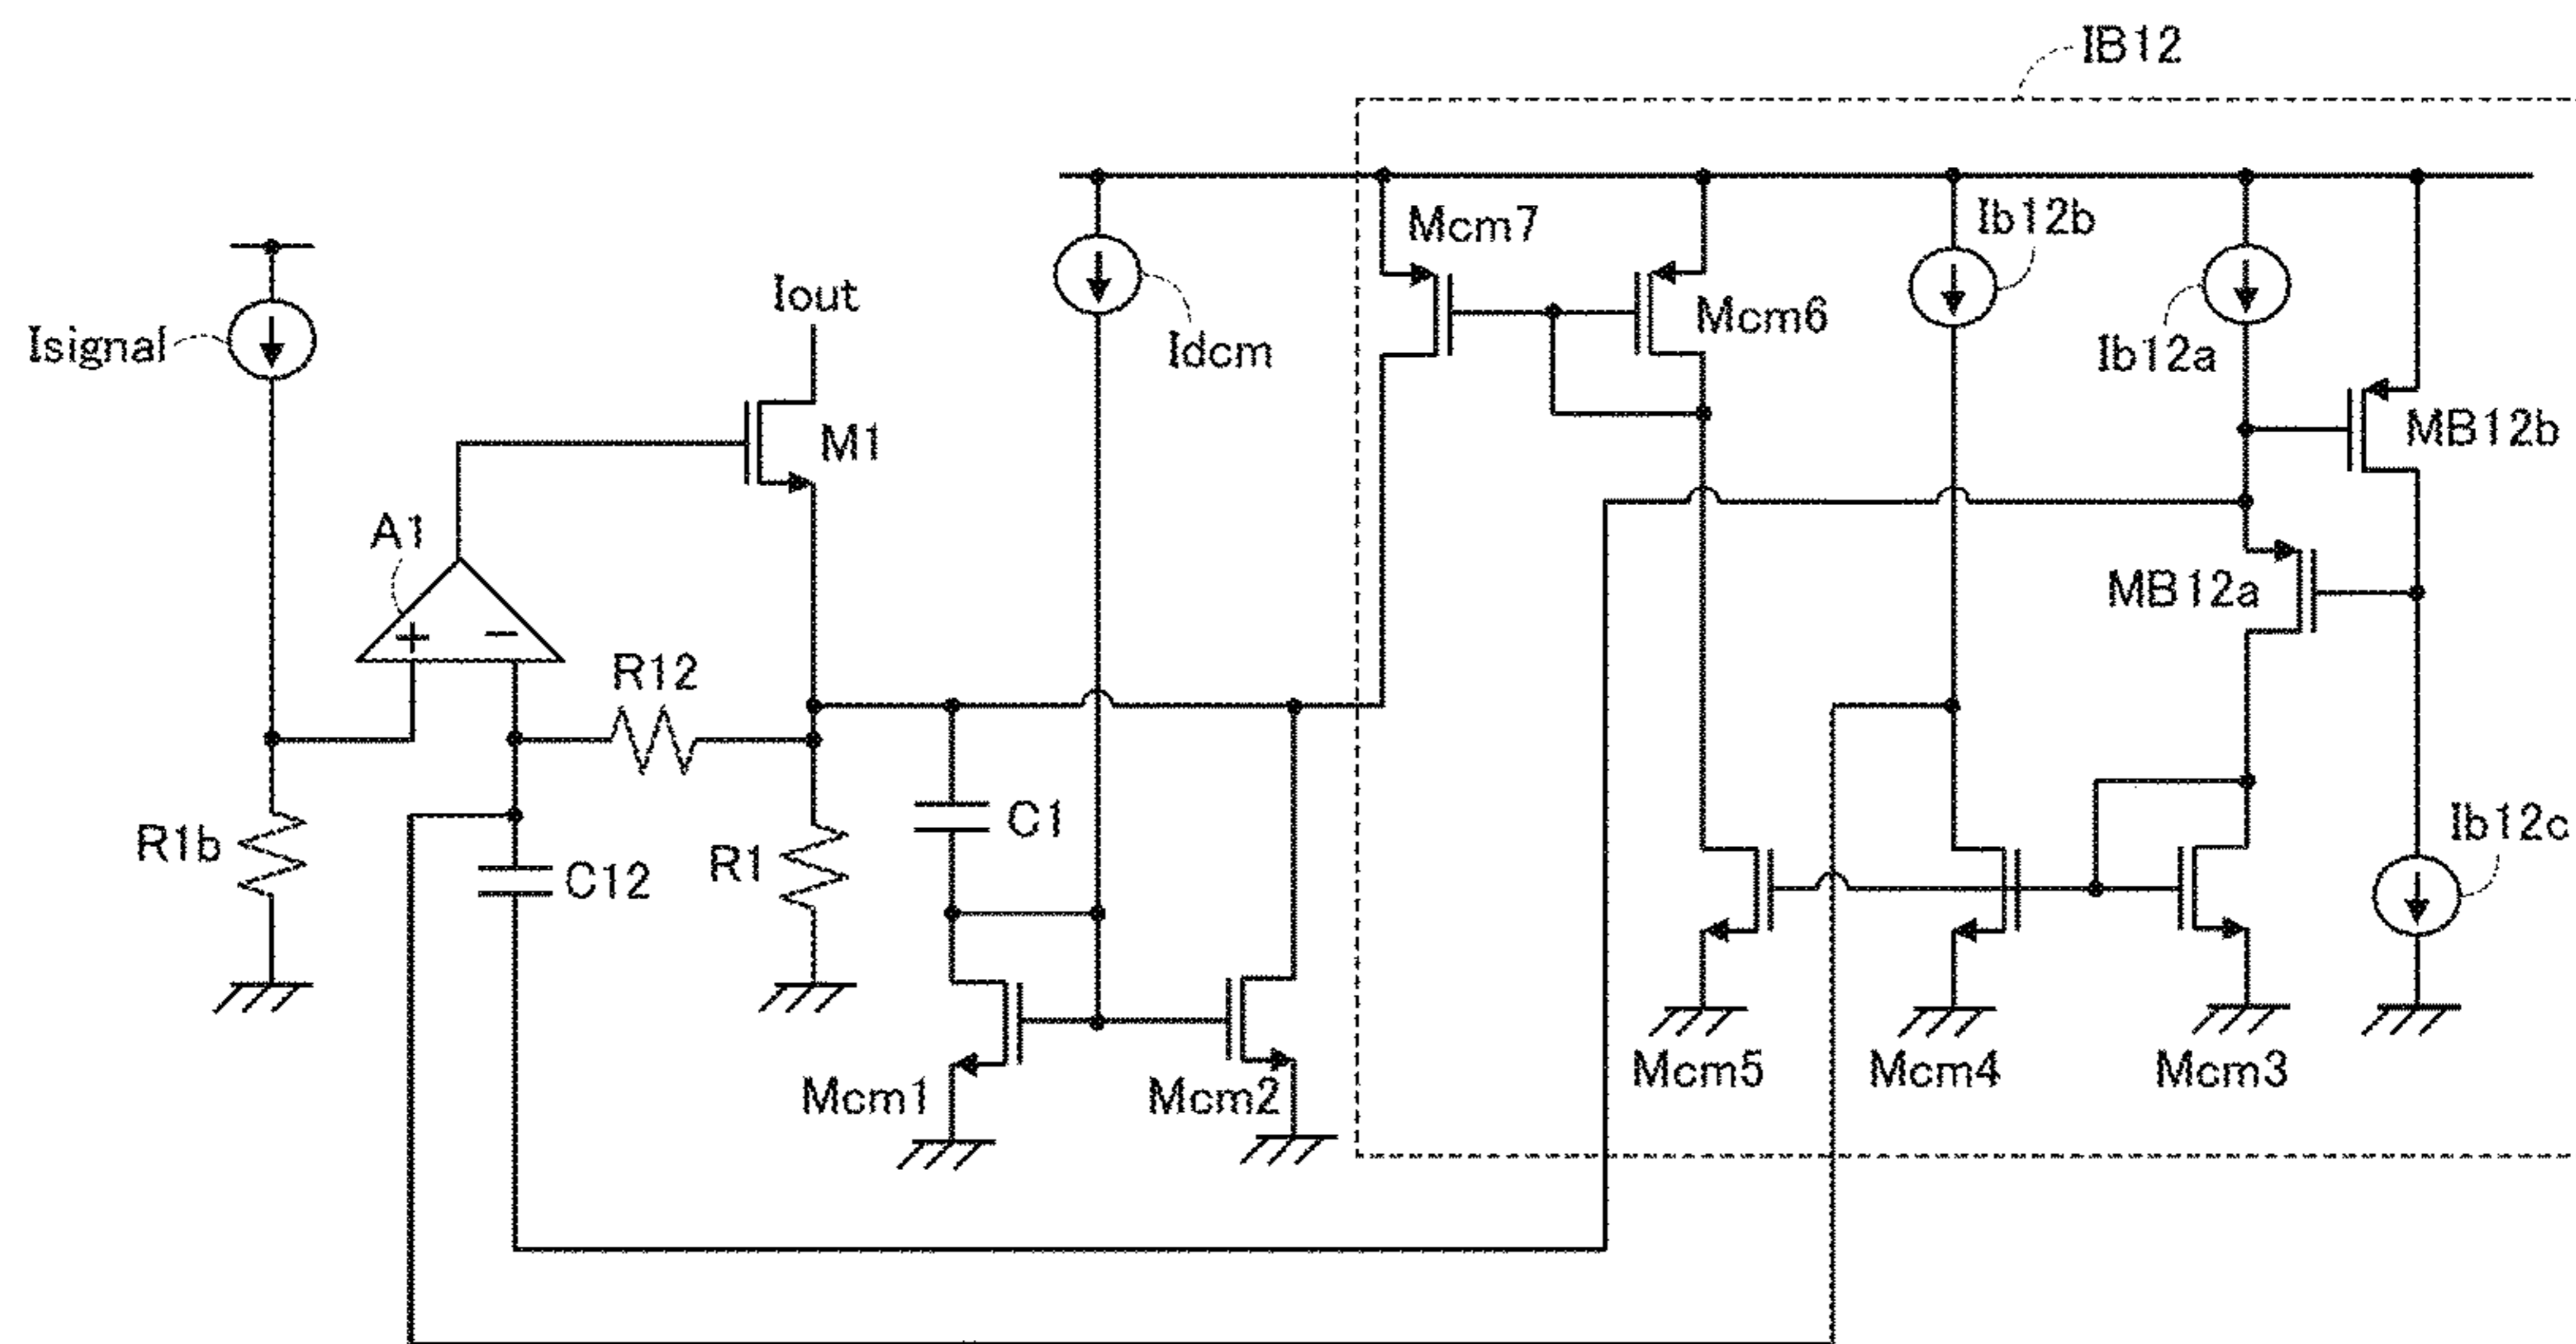 IB12
Mcm7
Ib12b
Iout
Isignal
Idcm
Mcm6
Ib12a
M1
MB12b
A1
+
−
R12
MB12a
R1b
C12
R1
C1
Ib12c
Mcm1
Mcm2
Mcm5
Mcm4
Mcm3